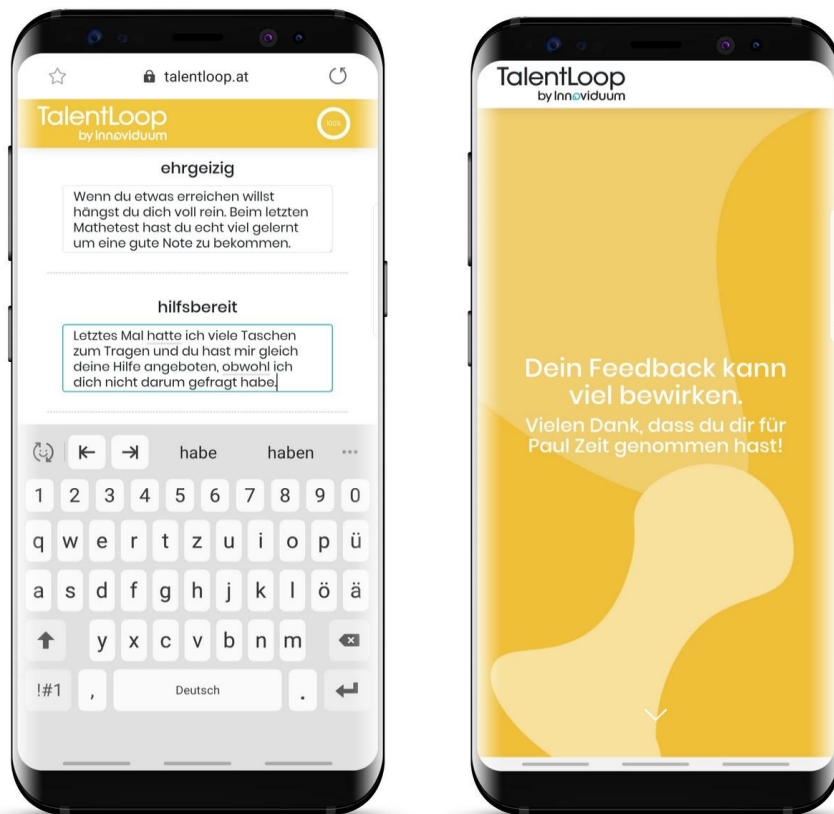 talentloop.at
TalentLoop
by Innoviduum
100%
ehrgeizig
Wenn du etwas erreichen willst
hängst du dich voll rein. Beim letzten
Mathetest hast du echt viel gelernt
um eine gute Note zu bekommen.
hilfsbereit
Letztes Mal hatte ich viele Taschen
zum Tragen und du hast mir gleich
deine Hilfe angeboten, obwohl ich
dich nicht darum gefragt habe.
habe haben ...
1 2 3 4 5 6 7 8 9 0
q w e r t z u i o p ü
a s d f g h j k l ö ä
y x c v b n m
!#1 , Deutsch .
TalentLoop
by Innoviduum
Dein Feedback kann
viel bewirken.
Vielen Dank, dass du dir für
Paul Zeit genommen hast!